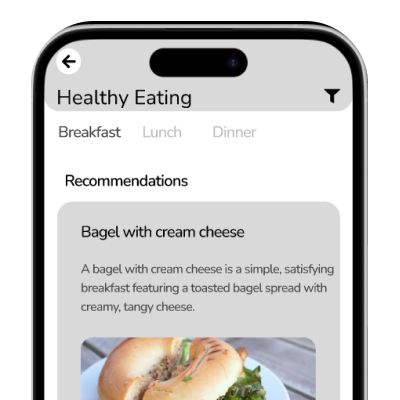 Healthy Eating
Breakfast Lunch Dinner
Recommendations
Bagel with cream cheese
A bagel with cream cheese is a simple, satisfying
breakfast featuring a toasted bagel spread with
creamy, tangy cheese.